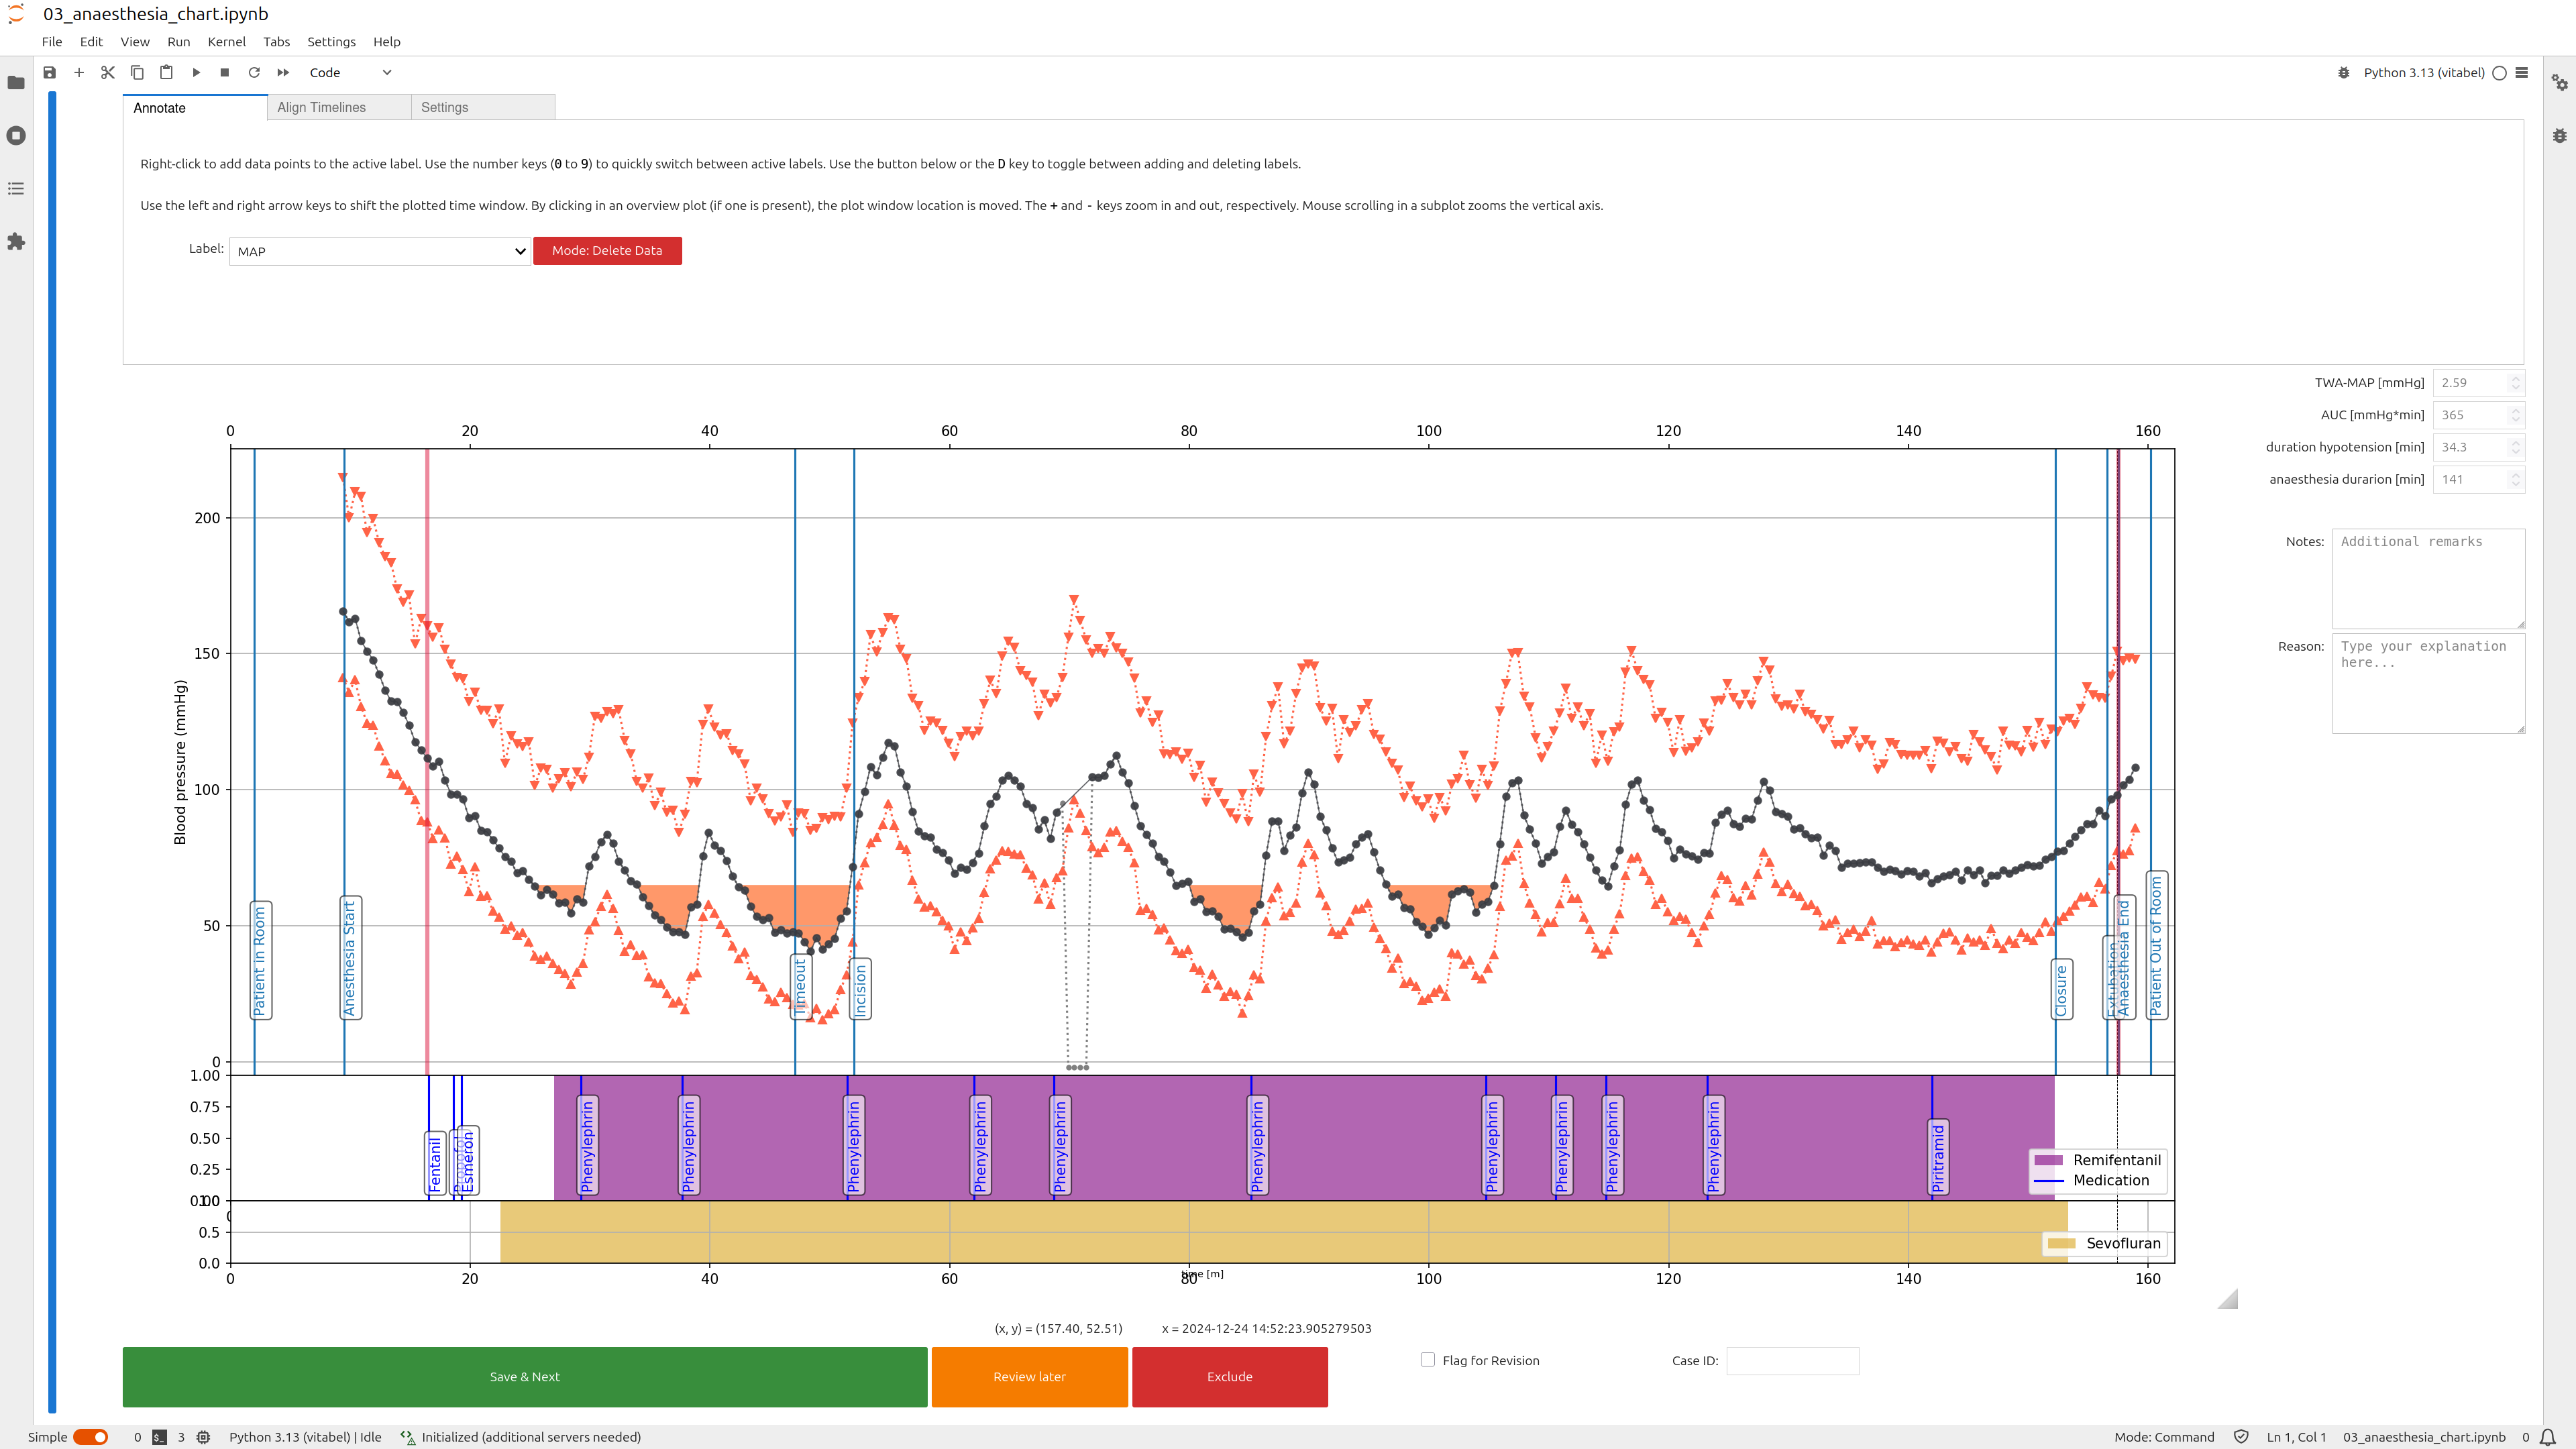 03_anaesthesia_chart.ipynb
File Edit View Run Kernel Tabs Settings Help
Code
Python 3.13 (vitabel)
Annotate Align Timelines Settings
Right-click to add data points to the active label. Use the number keys (0 to 9) to quickly switch between active labels. Use the button below or the D key to toggle between adding and deleting labels.
Use the left and right arrow keys to shift the plotted time window. By clicking in an overview plot (if one is present), the plot window location is moved. The + and - keys zoom in and out, respectively. Mouse scrolling in a subplot zooms the vertical axis.
Label: MAP Mode: Delete Data
TWA-MAP [mmHg] 2.59
AUC [mmHg*min] 365
duration hypotension [min] 34.3
anaesthesia durarion [min] 141
Notes: Additional remarks
Reason: Type your explanation
here...
0 20 40 60 80 100 120 140 160
200
150
100
50
0
Blood pressure (mmHg)
Patient in Room
Anesthesia Start
Timeout
Incision
Closure
Extubation
Anaesthesia End
Patient Out of Room
1.00
0.75
0.50
0.25
Fentanil
Esmeron
Phenylephrin
Phenylephrin
Phenylephrin
Phenylephrin
Phenylephrin
Phenylephrin
Phenylephrin
Phenylephrin
Phenylephrin
Phenylephrin
Piritramid
Remifentanil
Medication
0.5
0.0
Sevofluran
0 20 40 60 80 100 120 140 160
time [m]
(x, y) = (157.40, 52.51) x = 2024-12-24 14:52:23.905279503
Save & Next Review later Exclude Flag for Revision Case ID:
Simple 0 3 Python 3.13 (vitabel) | Idle Initialized (additional servers needed) Mode: Command Ln 1, Col 1 03_anaesthesia_chart.ipynb 0